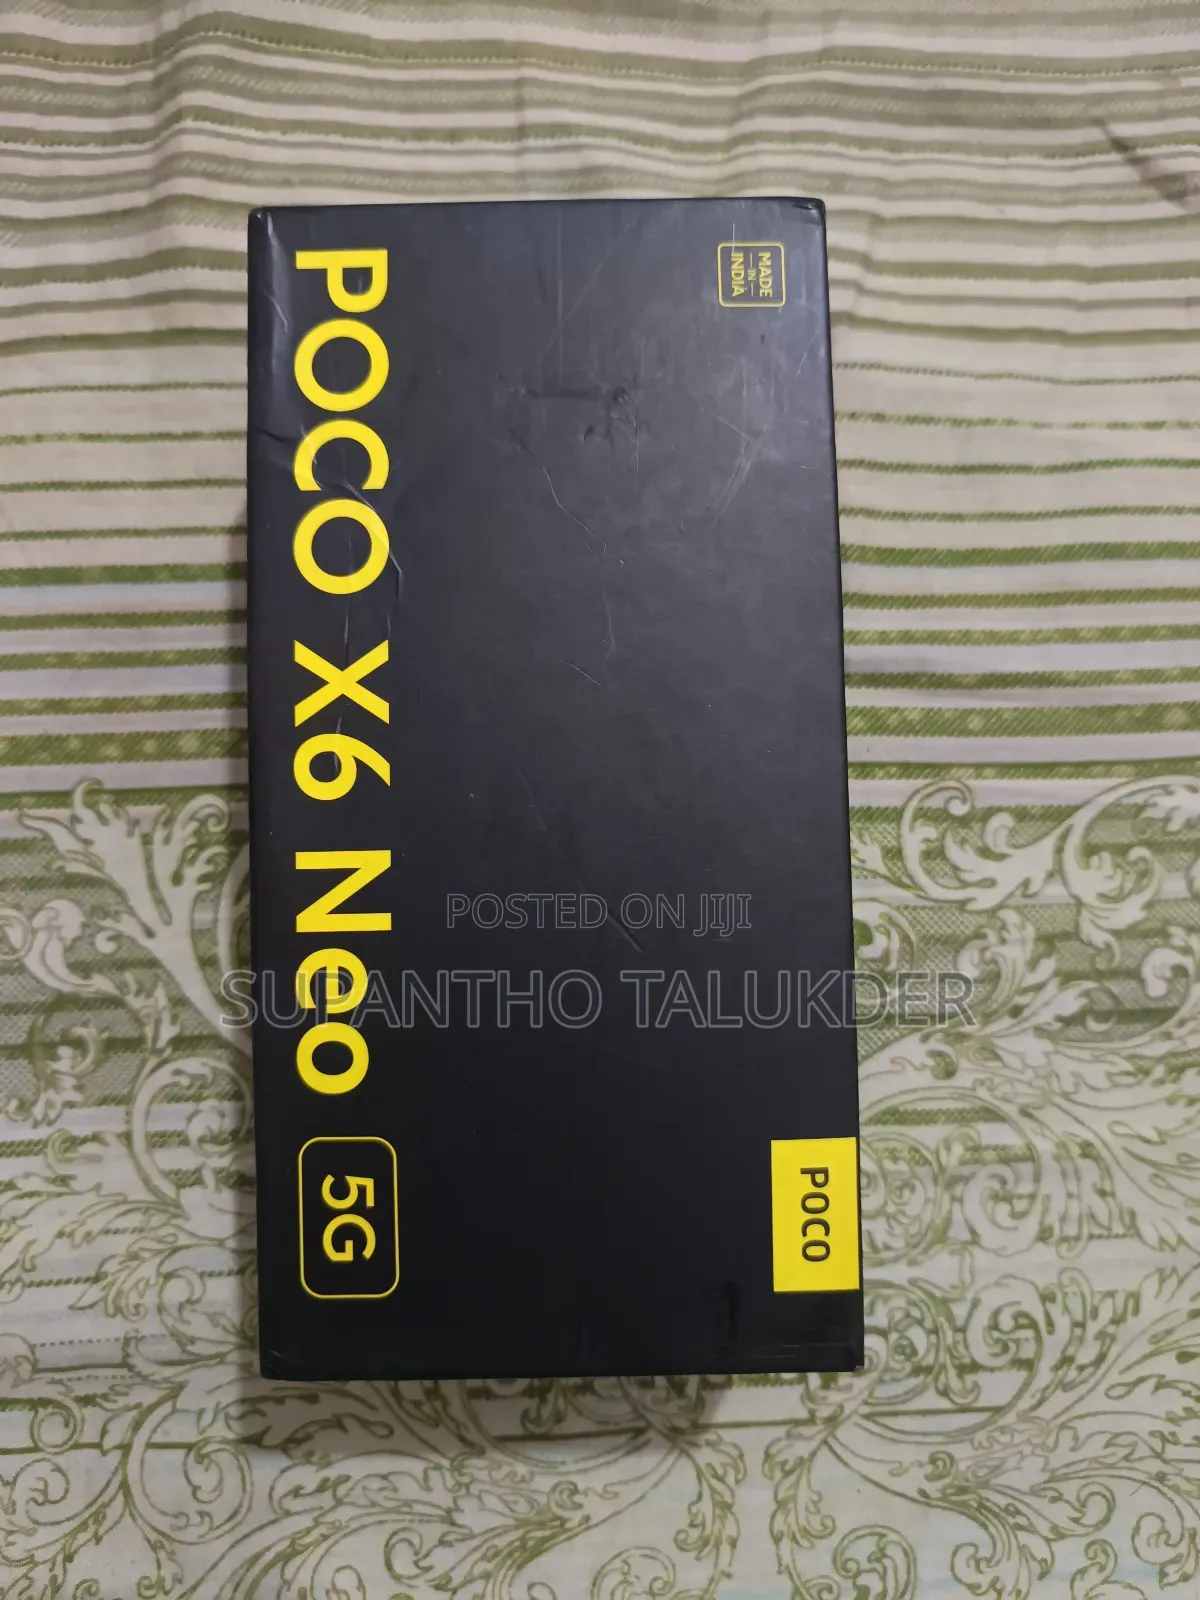 MADE
IN
INDIA
POCO X6 Neo 5G
POCO
POSTED ON JIJI
SUPANTHO TALUKDER